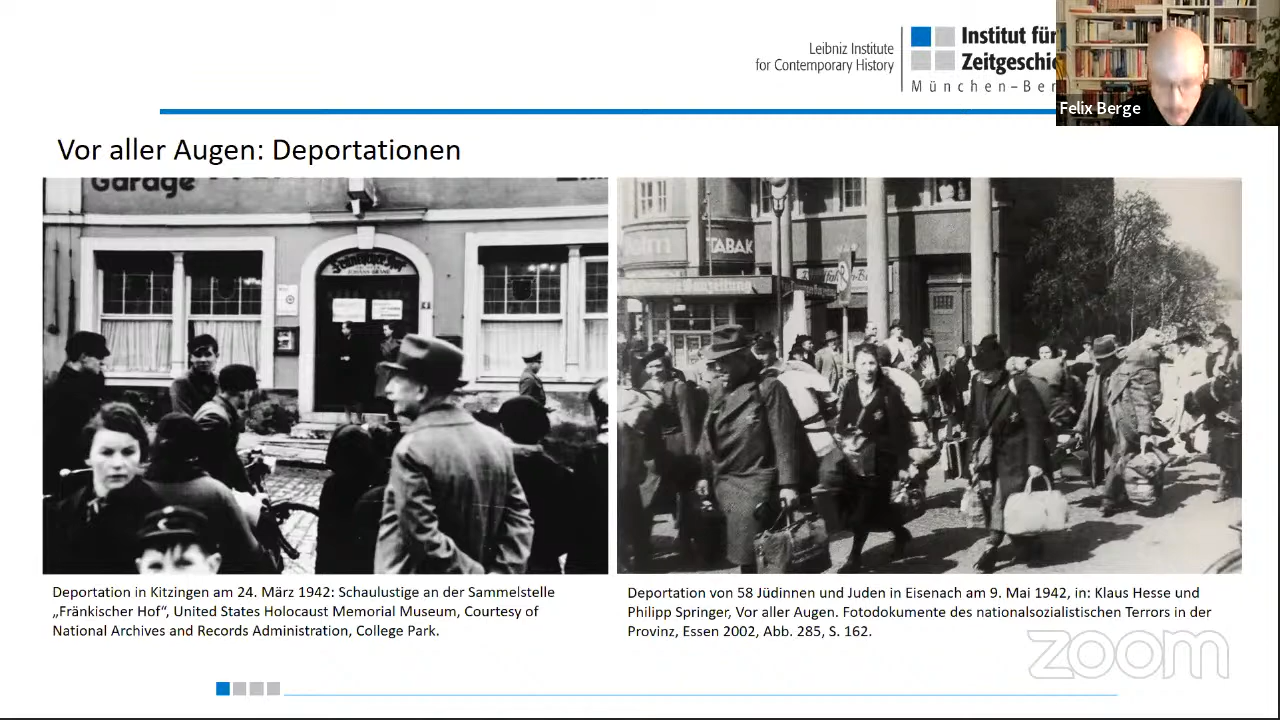 Leibniz Institute
for Contemporary History
Institut für
Zeitgeschic
München–Ber
Felix Berge
Vor aller Augen: Deportationen
Garage
TABAK
Deportation in Kitzingen am 24. März 1942: Schaulustige an der Sammelstelle
„Fränkischer Hof“, United States Holocaust Memorial Museum, Courtesy of
National Archives and Records Administration, College Park.
Deportation von 58 Jüdinnen und Juden in Eisenach am 9. Mai 1942, in: Klaus Hesse und
Philipp Springer, Vor aller Augen. Fotodokumente des nationalsozialistischen Terrors in der
Provinz, Essen 2002, Abb. 285, S. 162.
zoom